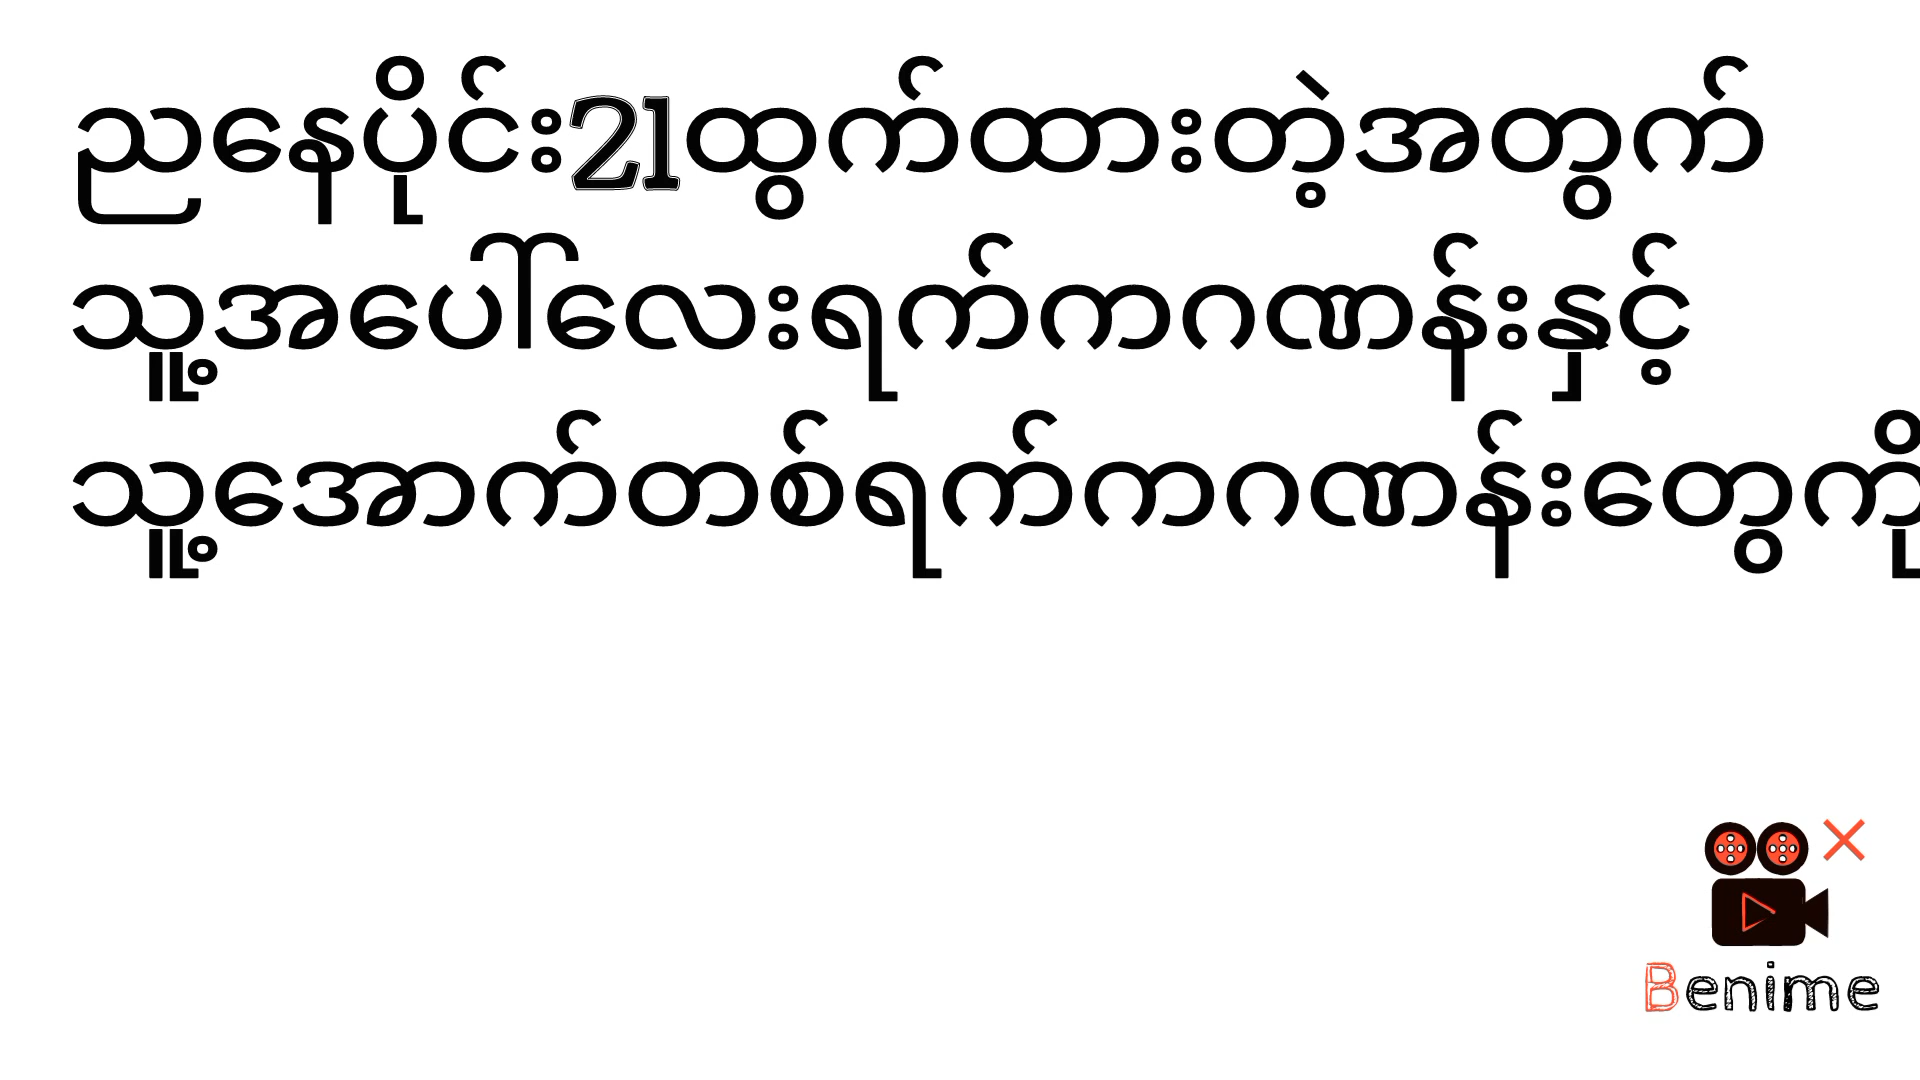 ညနေပိုင်း21ထွက်ထားတဲ့အတွက်
သူ့အပေါ်လေးရက်ကဂဏန်းနှင့်
သူ့အောက်တစ်ရက်ကဂဏန်းတွေကို
Benime